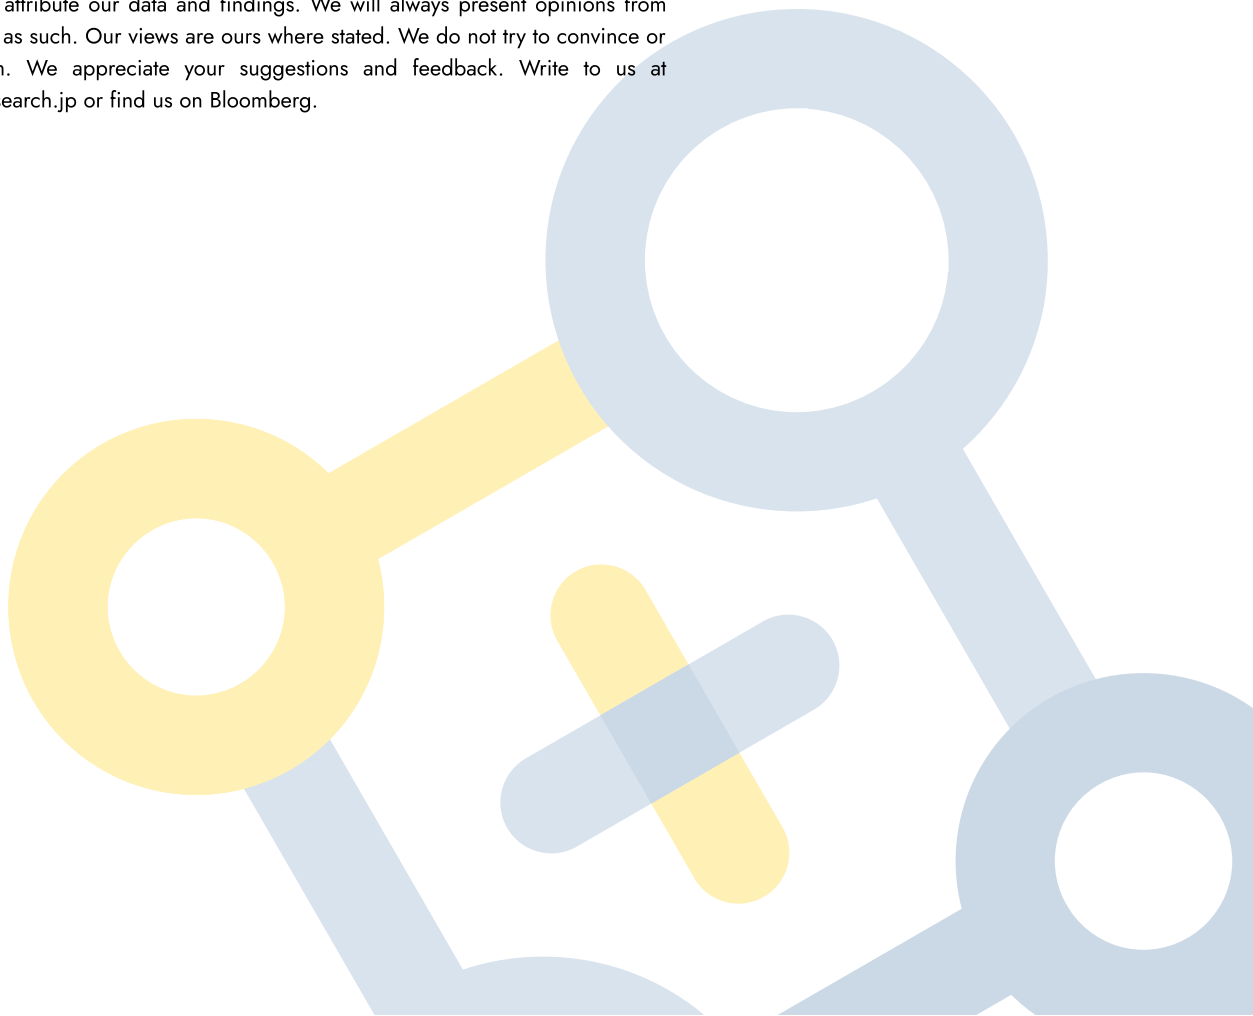 attribute our data and findings. We will always present opinions from
as such. Our views are ours where stated. We do not try to convince or
We appreciate your suggestions and feedback. Write to us at
search.jp or find us on Bloomberg.